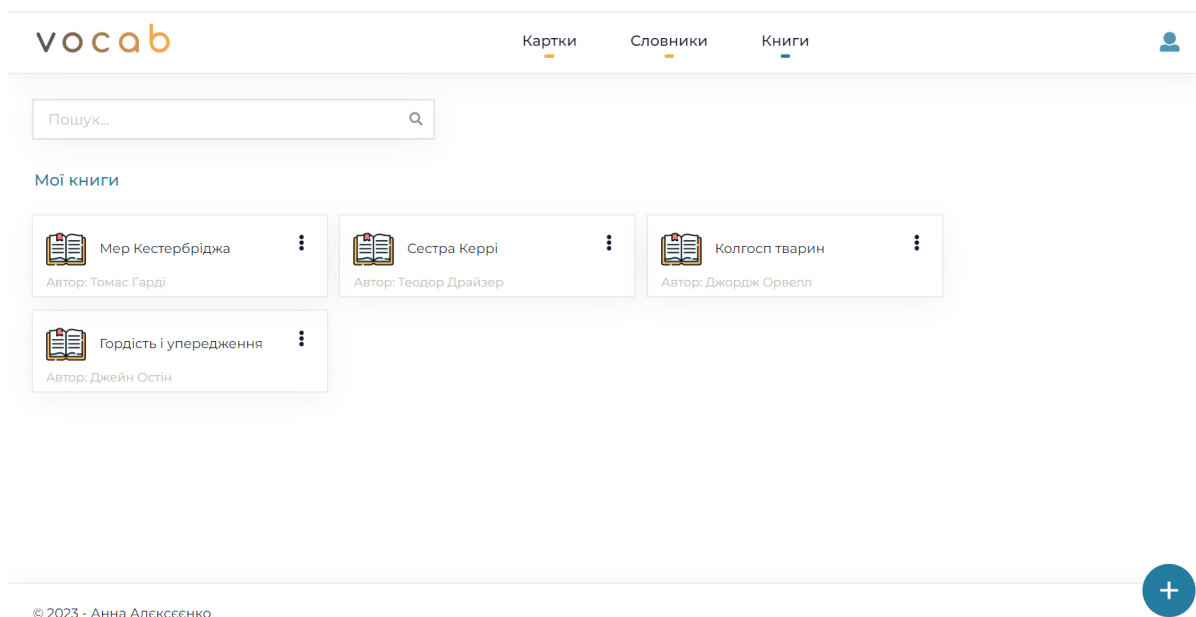 vocab
Картки Словники Книги
Пошук...
Мої книги
Мер Кестербріджа
Автор: Томас Гарді
Сестра Керрі
Автор: Теодор Драйзер
Колгосп тварин
Автор: Джордж Орвелл
Гордість і упередження
Автор: Джейн Остін
© 2023 - Анна Алєксєєнко